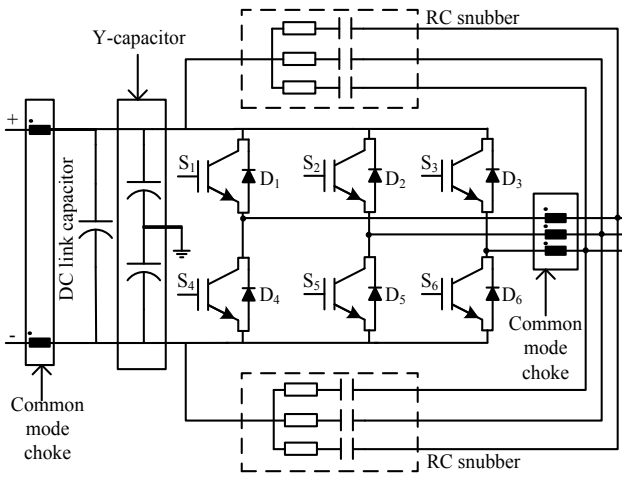 RC snubber
Y-capacitor
+
DC link capacitor
S1
D1
S2
D2
S3
D3
S4
D4
S5
D5
S6
D6
-
Common
mode
choke
Common
mode
choke
RC snubber